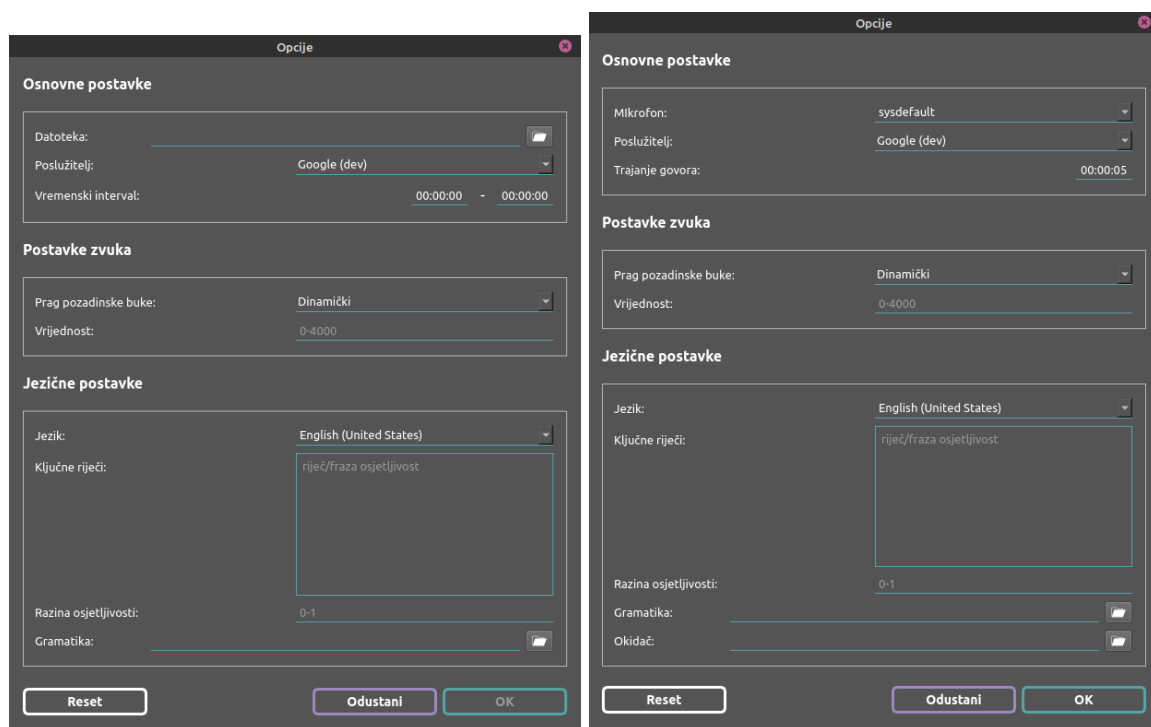 Opcije
Osnovne postavke
Datoteka:
Poslužitelj: Google (dev)
Vremenski interval: 00:00:00 - 00:00:00
Postavke zvuka
Prag pozadinske buke: Dinamički
Vrijednost: 0-4000
Jezične postavke
Jezik: English (United States)
Ključne riječi: riječ/fraza osjetljivost
Razina osjetljivosti: 0-1
Gramatika:
Reset Odustani OK
Opcije
Osnovne postavke
MIkrofon: sysdefault
Poslužitelj: Google (dev)
Trajanje govora: 00:00:05
Postavke zvuka
Prag pozadinske buke: Dinamički
Vrijednost: 0-4000
Jezične postavke
Jezik: English (United States)
Ključne riječi: riječ/fraza osjetljivost
Razina osjetljivosti: 0-1
Gramatika:
Okidač:
Reset Odustani OK